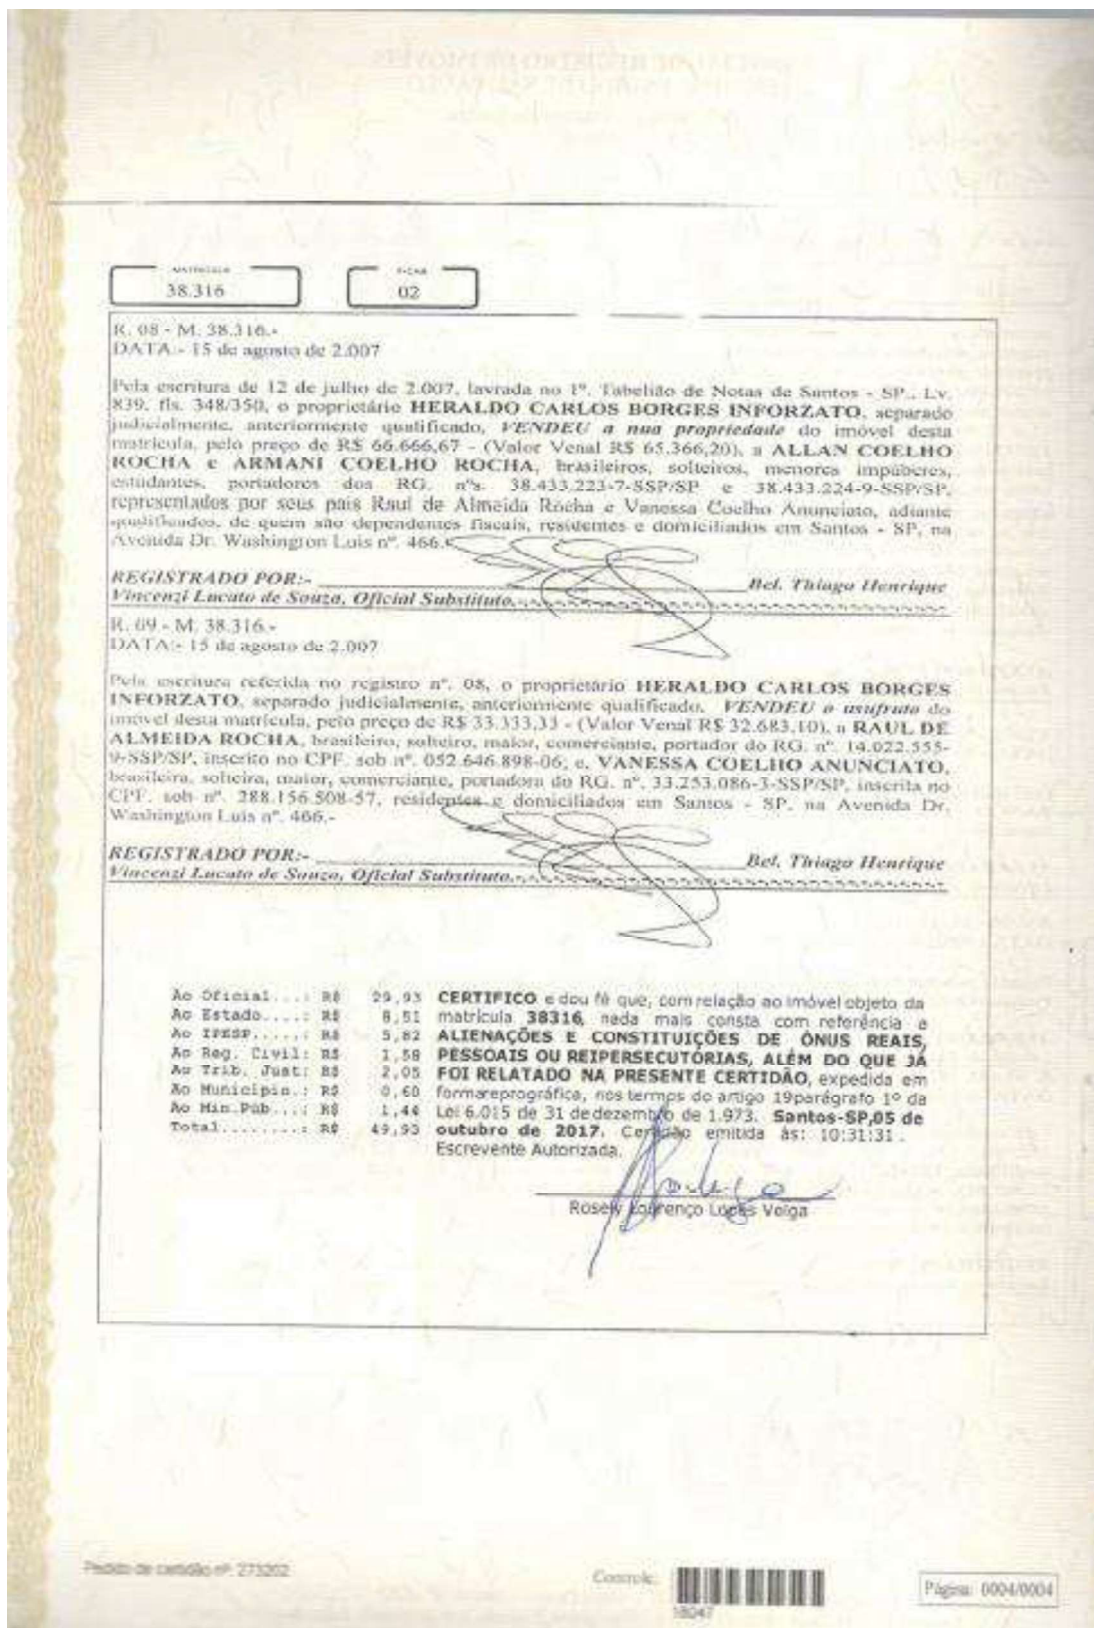 MATRÍCULA
38.316
FICHA
02
R. 08 - M. 38.316.-
DATA.- 15 de agosto de 2.007
Pela escritura de 12 de julho de 2.007, lavrada no 1º. Tabelião de Notas de Santos - SP., Lv.
839, fls. 348/350, o proprietário HERALDO CARLOS BORGES INFORZATO, separado
judicialmente, anteriormente qualificado, VENDEU a nua propriedade do imóvel desta
matrícula, pelo preço de R$ 66.666,67 - (Valor Venal R$ 65.366,20), a ALLAN COELHO
ROCHA e ARMANI COELHO ROCHA, brasileiros, solteiros, menores impúberes,
estudantes, portadores dos RG. nºs. 38.433.223-7-SSP/SP e 38.433.224-9-SSP/SP,
representados por seus pais Raul de Almeida Rocha e Vanessa Coelho Anunciato, adiante
qualificados, de quem são dependentes fiscais, residentes e domiciliados em Santos - SP, na
Avenida Dr. Washington Luis nº. 466.-
REGISTRADO POR:- Bel. Thiago Henrique
Vincenzi Lucato de Souza, Oficial Substituto.
R. 09 - M. 38.316.-
DATA:- 15 de agosto de 2.007
Pela escritura referida no registro nº. 08, o proprietário HERALDO CARLOS BORGES
INFORZATO, separado judicialmente, anteriormente qualificado, VENDEU o usufruto do
imóvel desta matrícula, pelo preço de R$ 33.333,33 - (Valor Venal R$ 32.683,10), a RAUL DE
ALMEIDA ROCHA, brasileiro, solteiro, maior, comerciante, portador do RG. nº. 14.022.555-
9-SSP/SP, inscrito no CPF. sob nº. 052.646.898-06; e, VANESSA COELHO ANUNCIATO,
brasileira, solteira, maior, comerciante, portadora do RG. nº. 33.253.086-3-SSP/SP, inscrita no
CPF. sob nº. 288.156.508-57, residentes e domiciliados em Santos - SP, na Avenida Dr.
Washington Luis nº. 466.-
REGISTRADO POR:- Bel. Thiago Henrique
Vincenzi Lucato de Souza, Oficial Substituto.
Ao Oficial...: R$ 29,93
Ao Estado....: R$ 8,51
Ao IPESP.....: R$ 5,82
Ao Reg. Civil: R$ 1,58
Ao Trib. Just: R$ 2,05
Ao Município.: R$ 0,60
Ao Min.Púb...: R$ 1,44
Total........: R$ 49,93
CERTIFICO e dou fé que, com relação ao imóvel objeto da
matrícula 38316, nada mais consta com referência a
ALIENAÇÕES E CONSTITUIÇÕES DE ÔNUS REAIS,
PESSOAIS OU REIPERSECUTÓRIAS, ALÉM DO QUE JÁ
FOI RELATADO NA PRESENTE CERTIDÃO, expedida em
formareprográfica, nos termos do artigo 19parágrafo 1º da
Lei 6.015 de 31 dedezembro de 1.973. Santos-SP,05 de
outubro de 2017. Certidão emitida às: 10:31:31 .
Escrevente Autorizada.
Rosely Lourenço Lopes Veiga
Pedido de certidão nº: 273202
Controle:
18047
Página: 0004/0004